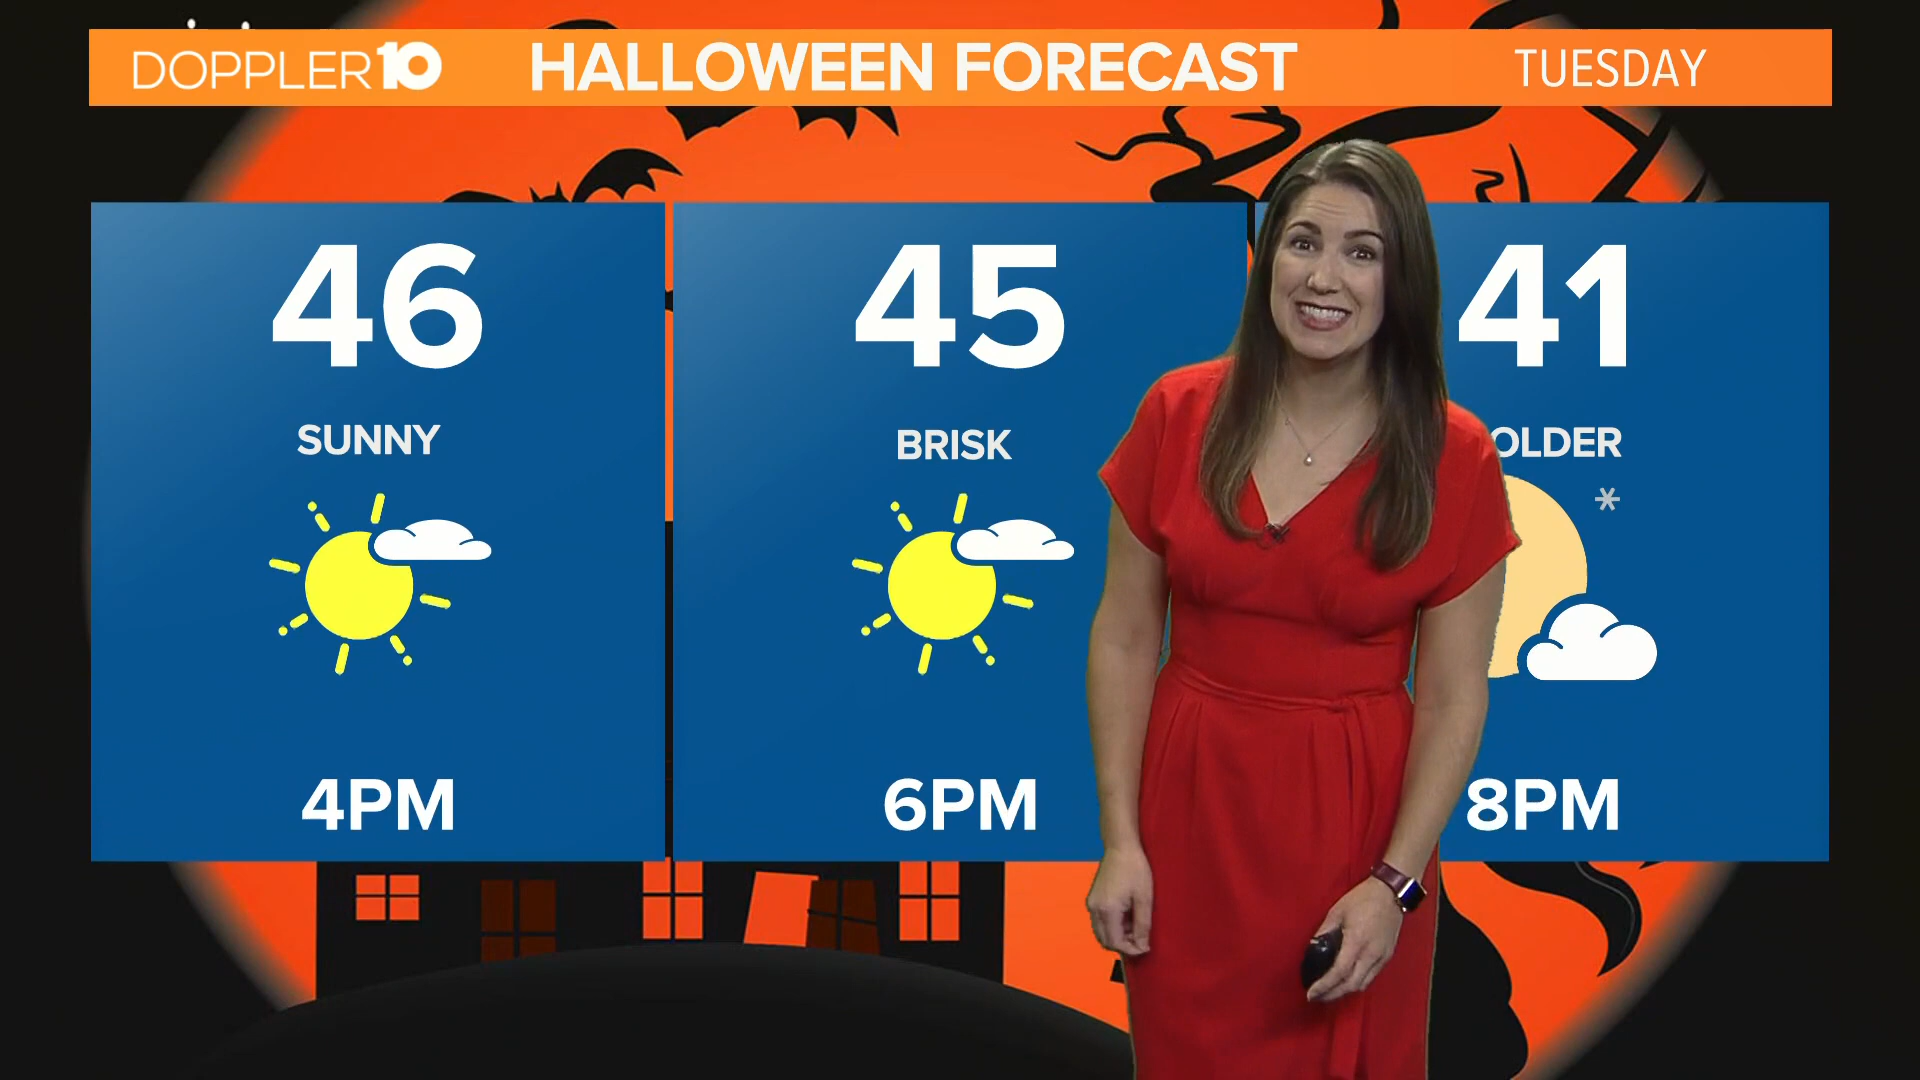 DOPPLER10
HALLOWEEN FORECAST
TUESDAY
46
SUNNY
4PM
45
BRISK
6PM
41
OLDER
8PM